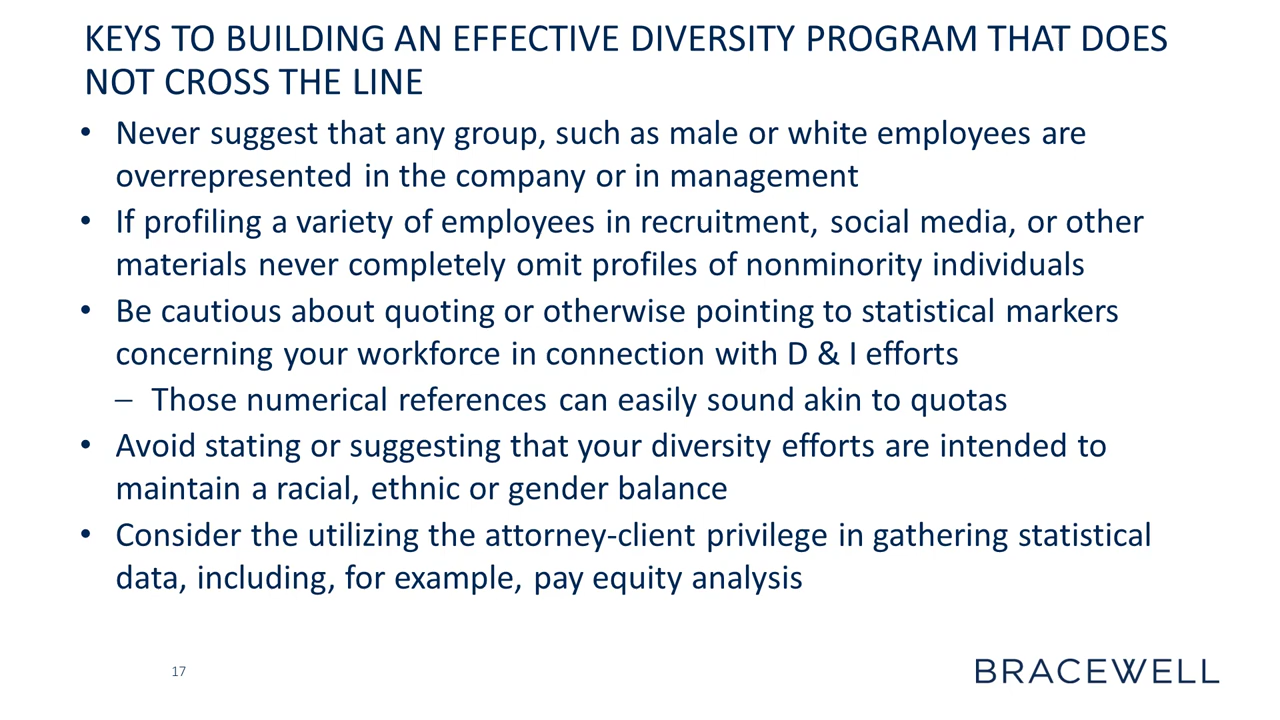 KEYS TO BUILDING AN EFFECTIVE DIVERSITY PROGRAM THAT DOES
NOT CROSS THE LINE
• Never suggest that any group, such as male or white employees are
overrepresented in the company or in management
• If profiling a variety of employees in recruitment, social media, or other
materials never completely omit profiles of nonminority individuals
• Be cautious about quoting or otherwise pointing to statistical markers
concerning your workforce in connection with D & I efforts
– Those numerical references can easily sound akin to quotas
• Avoid stating or suggesting that your diversity efforts are intended to
maintain a racial, ethnic or gender balance
• Consider the utilizing the attorney-client privilege in gathering statistical
data, including, for example, pay equity analysis
17
BRACEWELL